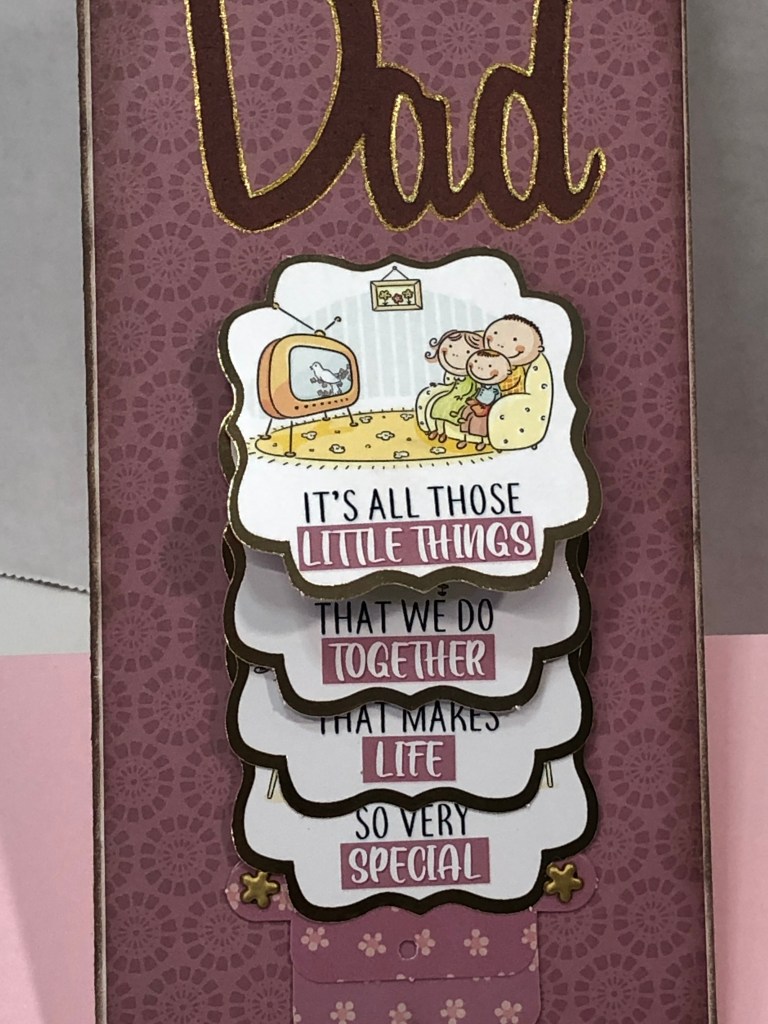 Dad
IT'S ALL THOSE
LITTLE THINGS
THAT WE DO
TOGETHER
THAT MAKES
LIFE
SO VERY
SPECIAL